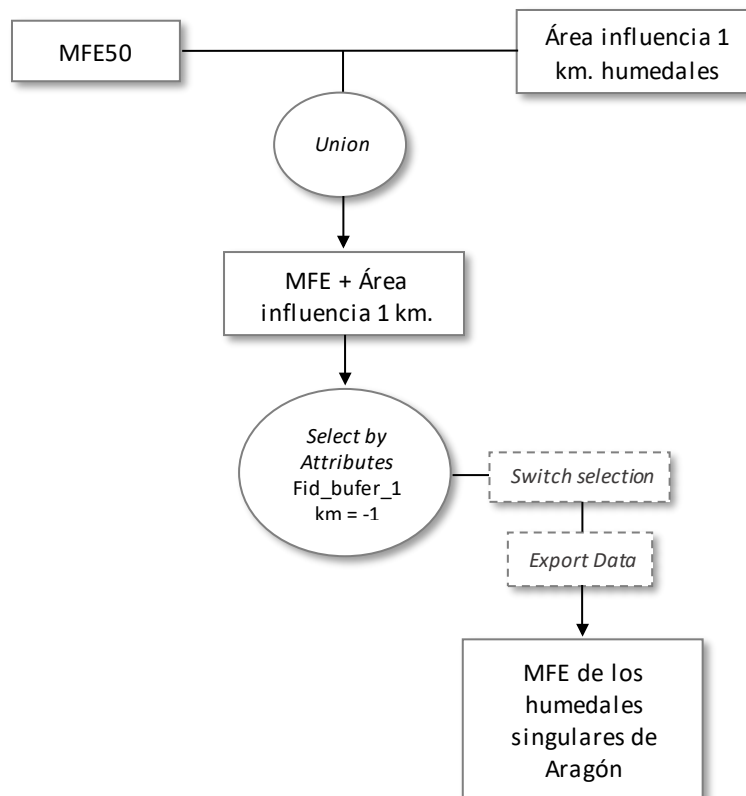 MFE50
Área influencia 1
km. humedales
Union
MFE + Área
influencia 1 km.
Select by
Attributes
Fid_bufer_1
km = -1
Switch selection
Export Data
MFE de los
humedales
singulares de
Aragón